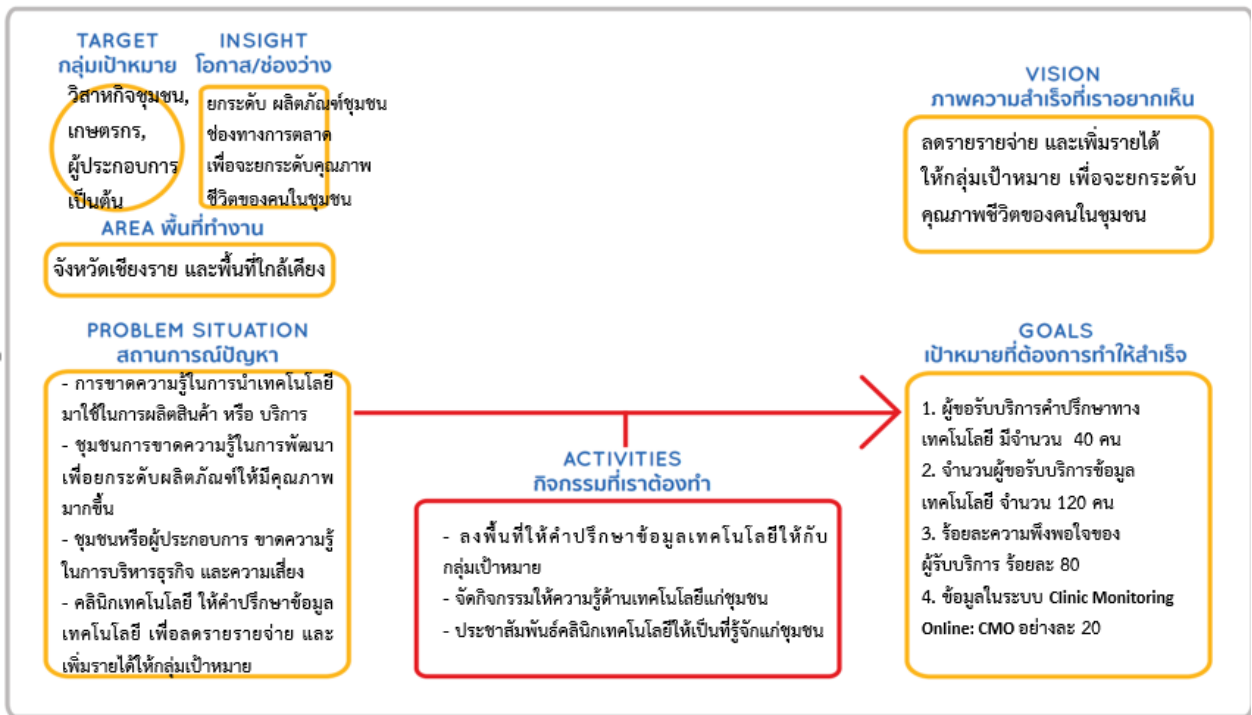 TARGET
กลุ่มเป้าหมาย
วิสาหกิจชุมชน,
เกษตรกร,
ผู้ประกอบการ
เป็นต้น
INSIGHT
โอกาส/ช่องว่าง
ยกระดับ ผลิตภัณฑ์ชุมชน
ช่องทางการตลาด
เพื่อจะยกระดับคุณภาพ
ชีวิตของคนในชุมชน
AREA พื้นที่ทำงาน
จังหวัดเชียงราย และพื้นที่ใกล้เคียง
VISION
ภาพความสำเร็จที่เราอยากเห็น
ลดรายรายจ่าย และเพิ่มรายได้
ให้กลุ่มเป้าหมาย เพื่อจะยกระดับ
คุณภาพชีวิตของคนในชุมชน
PROBLEM SITUATION
สถานการณ์ปัญหา
- การขาดความรู้ในการนำเทคโนโลยี
มาใช้ในการผลิตสินค้า หรือ บริการ
- ชุมชนการขาดความรู้ในการพัฒนา
เพื่อยกระดับผลิตภัณฑ์ให้มีคุณภาพ
มากขึ้น
- ชุมชนหรือผู้ประกอบการ ขาดความรู้
ในการบริหารธุรกิจ และความเสี่ยง
- คลินิกเทคโนโลยี ให้คำปรึกษาข้อมูล
เทคโนโลยี เพื่อลดรายรายจ่าย และ
เพิ่มรายได้ให้กลุ่มเป้าหมาย
ACTIVITIES
กิจกรรมที่เราต้องทำ
- ลงพื้นที่ให้คำปรึกษาข้อมูลเทคโนโลยีให้กับ
กลุ่มเป้าหมาย
- จัดกิจกรรมให้ความรู้ด้านเทคโนโลยีแก่ชุมชน
- ประชาสัมพันธ์คลินิกเทคโนโลยีให้เป็นที่รู้จักแก่ชุมชน
GOALS
เป้าหมายที่ต้องการทำให้สำเร็จ
1. ผู้ขอรับบริการคำปรึกษาทาง
เทคโนโลยี มีจำนวน 40 คน
2. จำนวนผู้ขอรับบริการข้อมูล
เทคโนโลยี จำนวน 120 คน
3. ร้อยละความพึงพอใจของ
ผู้รับบริการ ร้อยละ 80
4. ข้อมูลในระบบ Clinic Monitoring
Online: CMO อย่างละ 20